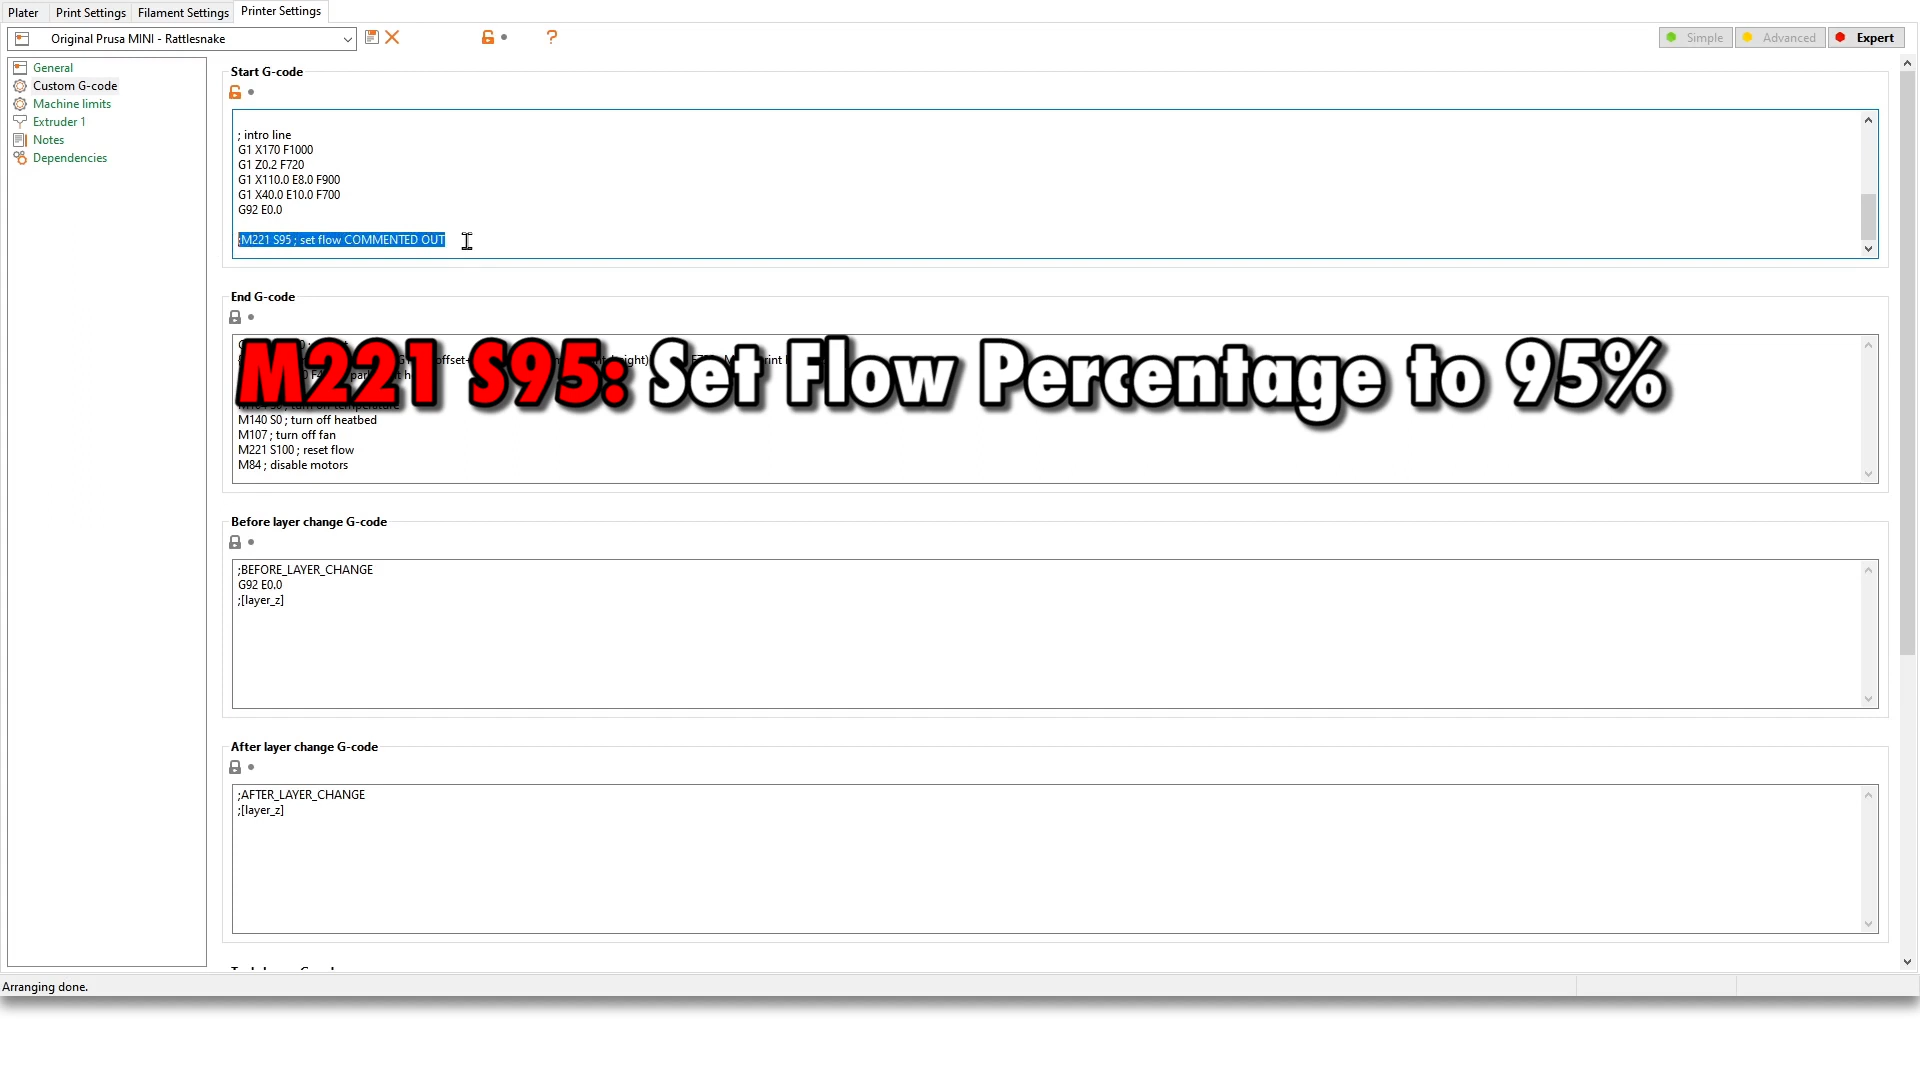 Plater
Print Settings
Filament Settings
Printer Settings
Original Prusa MINI - Rattlesnake
?
Simple
Advanced
Expert
General
Custom G-code
Machine limits
Extruder 1
Notes
Dependencies
Start G-code
; intro line
G1 X170 F1000
G1 Z0.2 F720
G1 X110.0 E8.0 F900
G1 X40.0 E10.0 F700
G92 E0.0
;M221 S95 ; set flow COMMENTED OUT
End G-code
M221 S95: Set Flow Percentage to 95%
M140 S0 ; turn off heatbed
M107 ; turn off fan
M221 S100 ; reset flow
M84 ; disable motors
Before layer change G-code
;BEFORE_LAYER_CHANGE
G92 E0.0
;[layer_z]
After layer change G-code
;AFTER_LAYER_CHANGE
;[layer_z]
Arranging done.